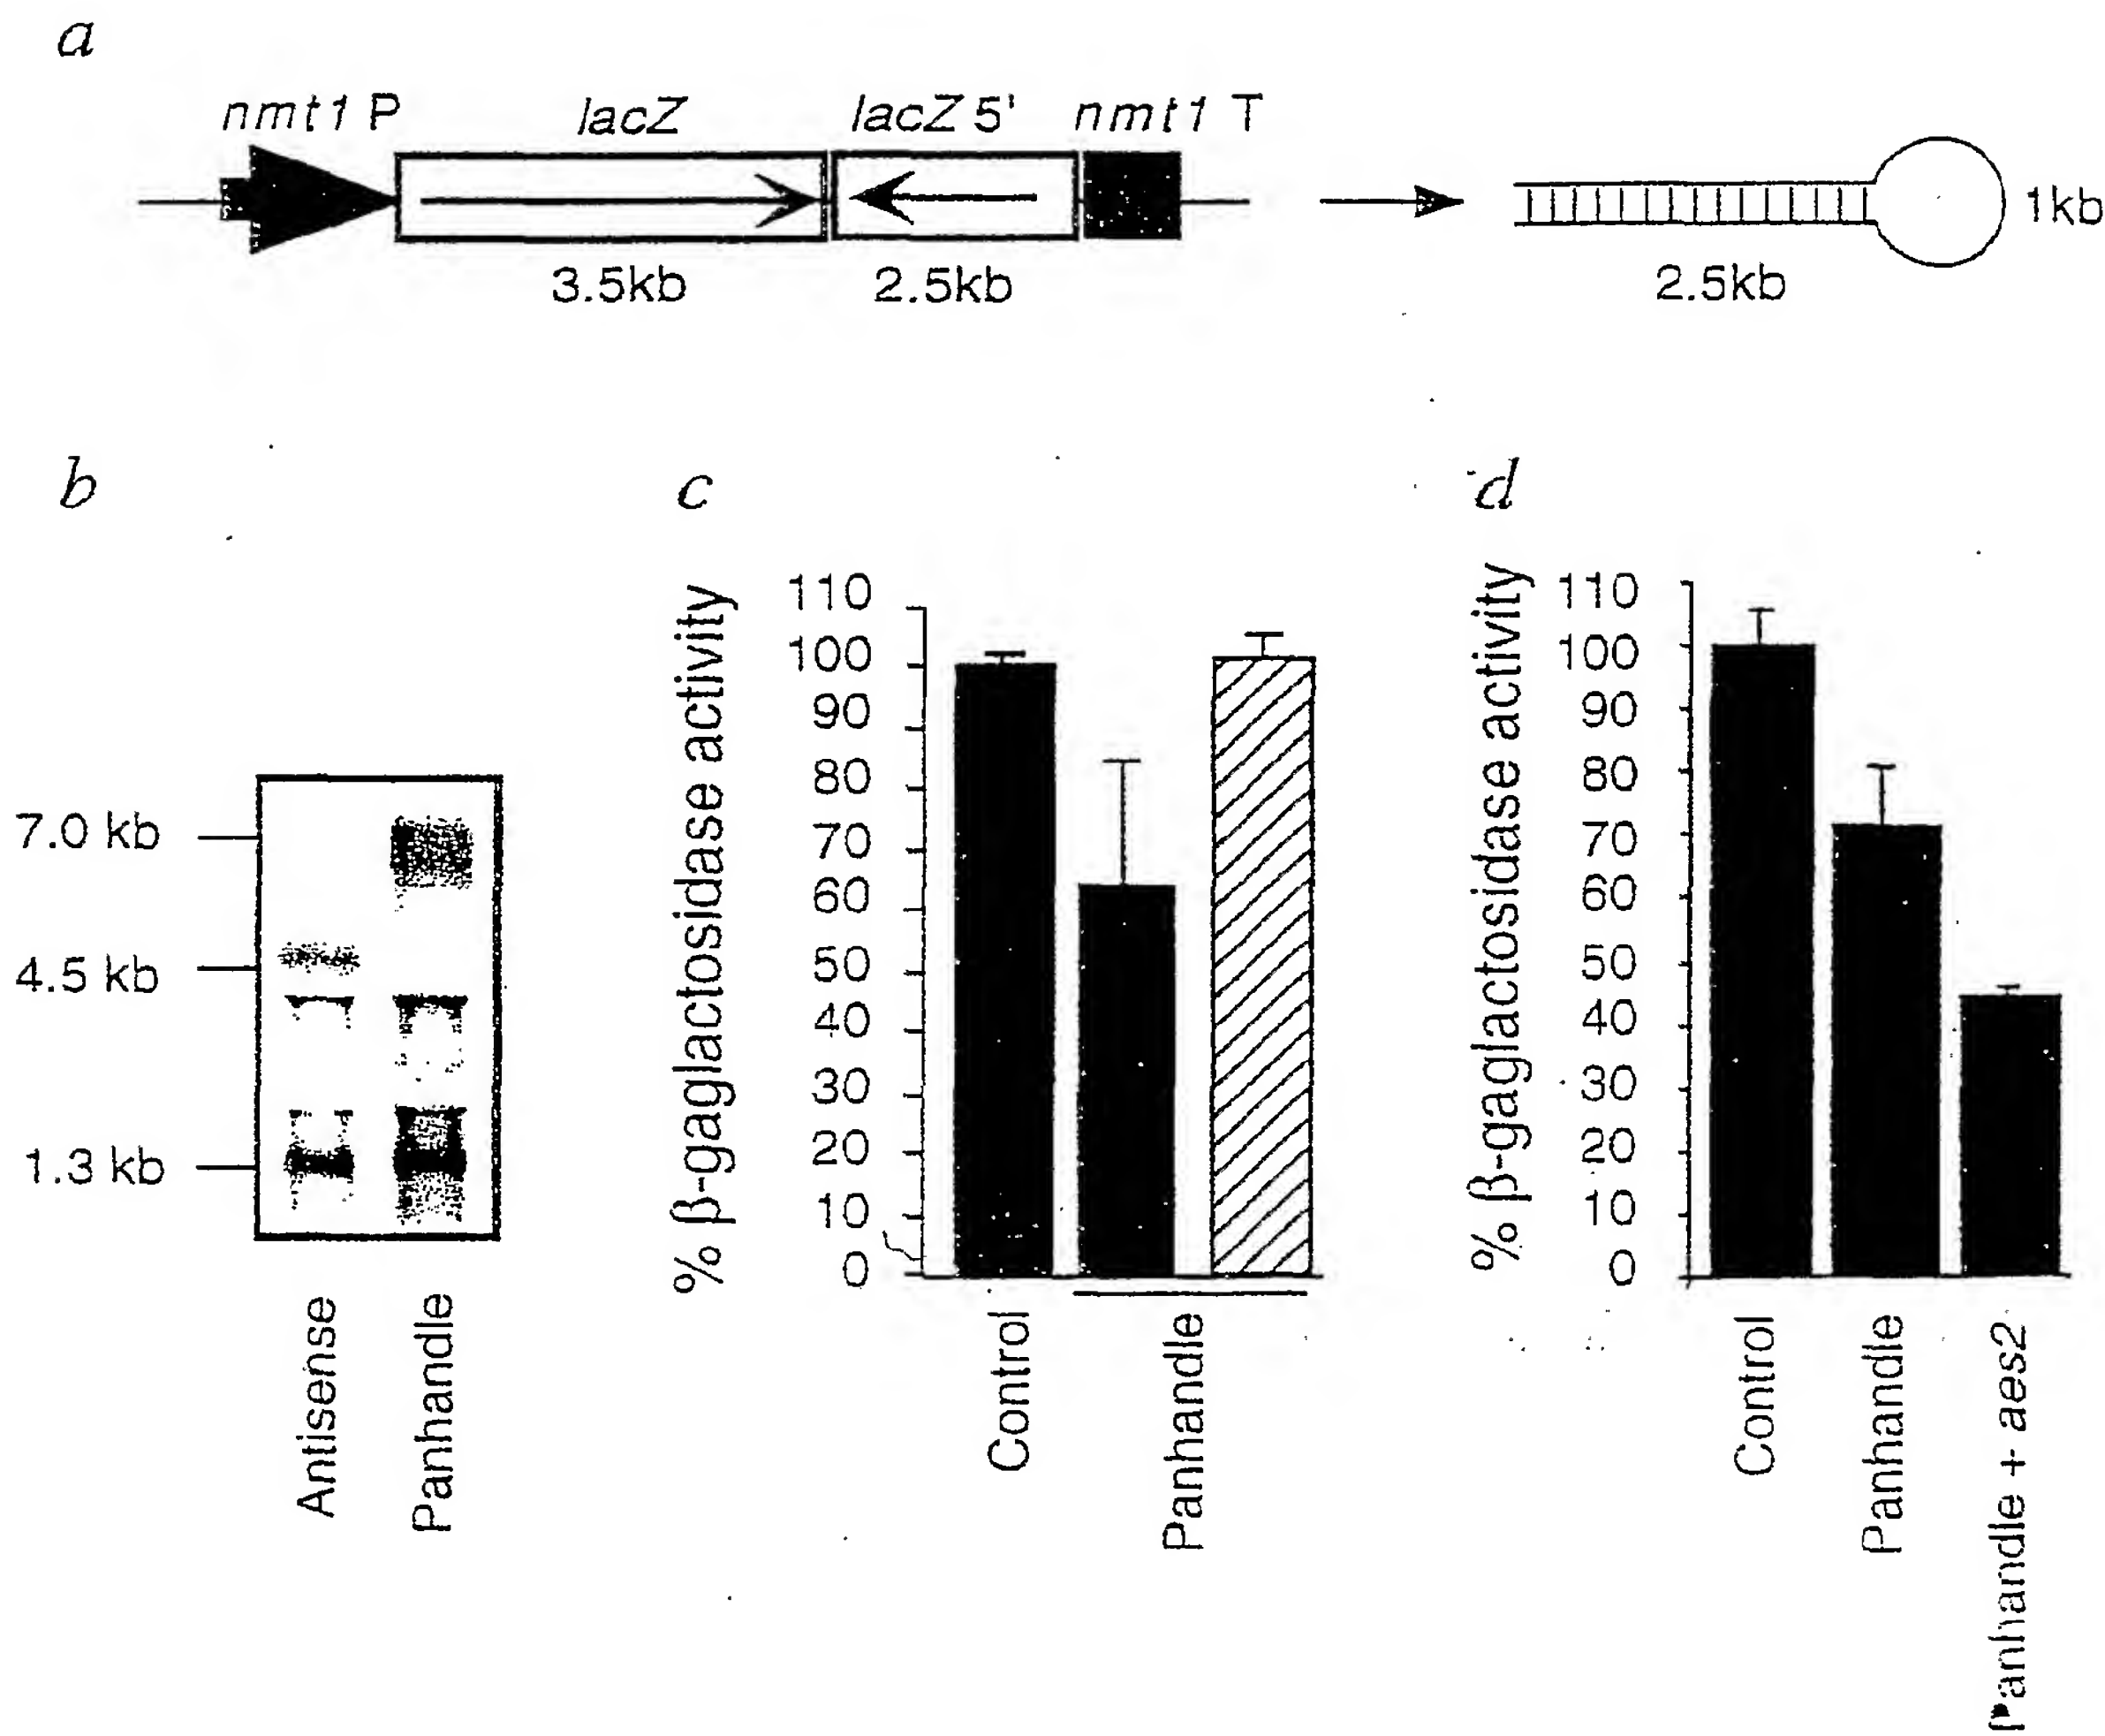 a
nmt1 P lacZ lacZ 5' nmt1 T
1kb
3.5kb 2.5kb 2.5kb
b
7.0 kb
4.5 kb
1.3 kb
Antisense
Panhandle
c
% β-gaglactosidase activity
110
100
90
80
70
60
50
40
30
20
10
0
Control
Panhandle
d
% β-gaglactosidase activity
110
100
90
80
70
60
50
40
30
20
10
0
Control
Panhandle
Panhandle + aes2